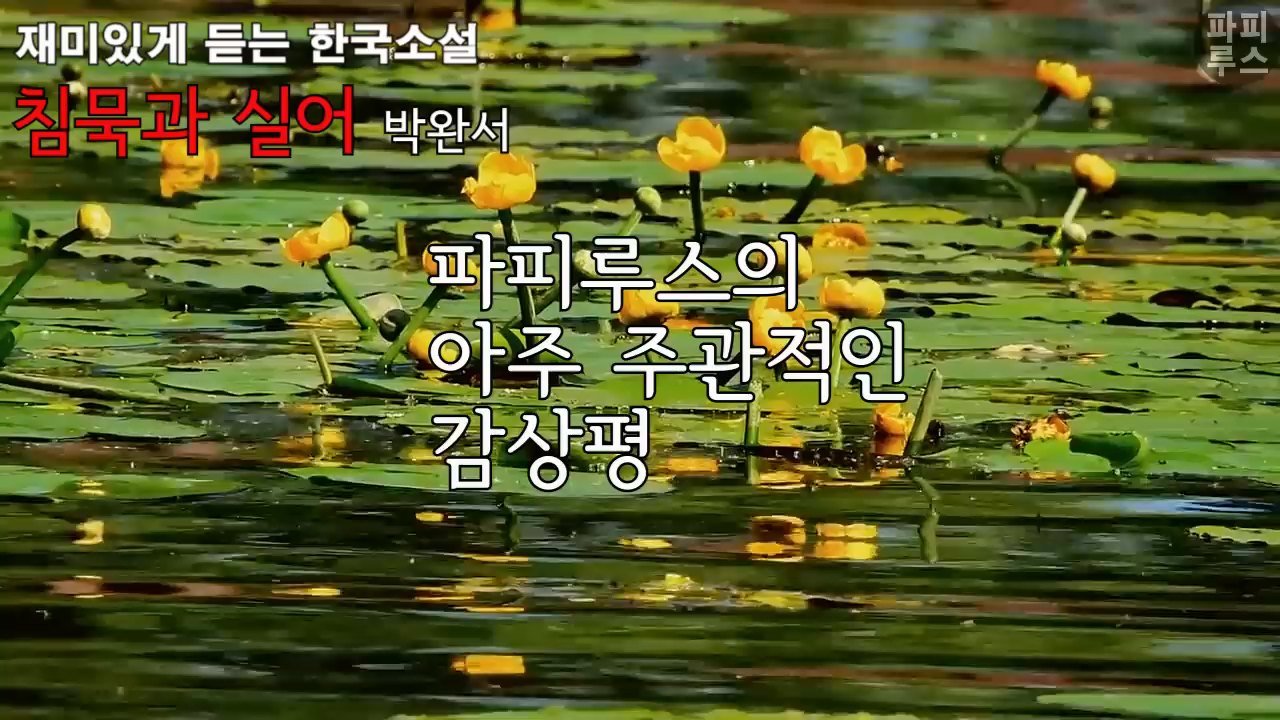 재미있게 듣는 한국소설
침묵과 실어 박완서
파피
루스
파피루스의
아주 주관적인
감상평